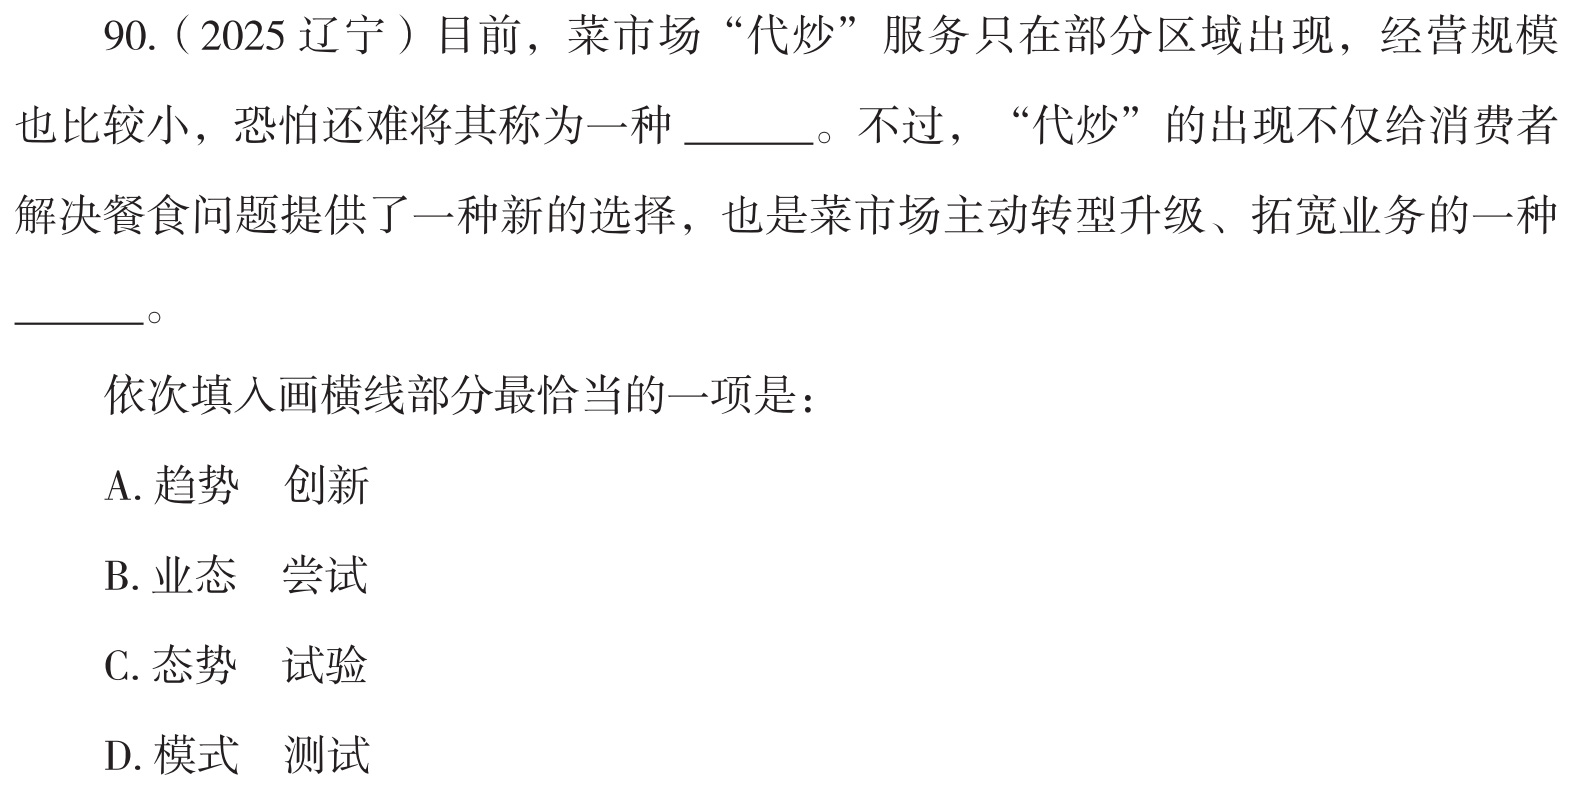 90.（2025 辽宁）目前，菜市场“代炒”服务只在部分区域出现，经营规模
也比较小，恐怕还难将其称为一种 ______。不过，“代炒”的出现不仅给消费者
解决餐食问题提供了一种新的选择，也是菜市场主动转型升级、拓宽业务的一种
______。
依次填入画横线部分最恰当的一项是：
A. 趋势　创新
B. 业态　尝试
C. 态势　试验
D. 模式　测试